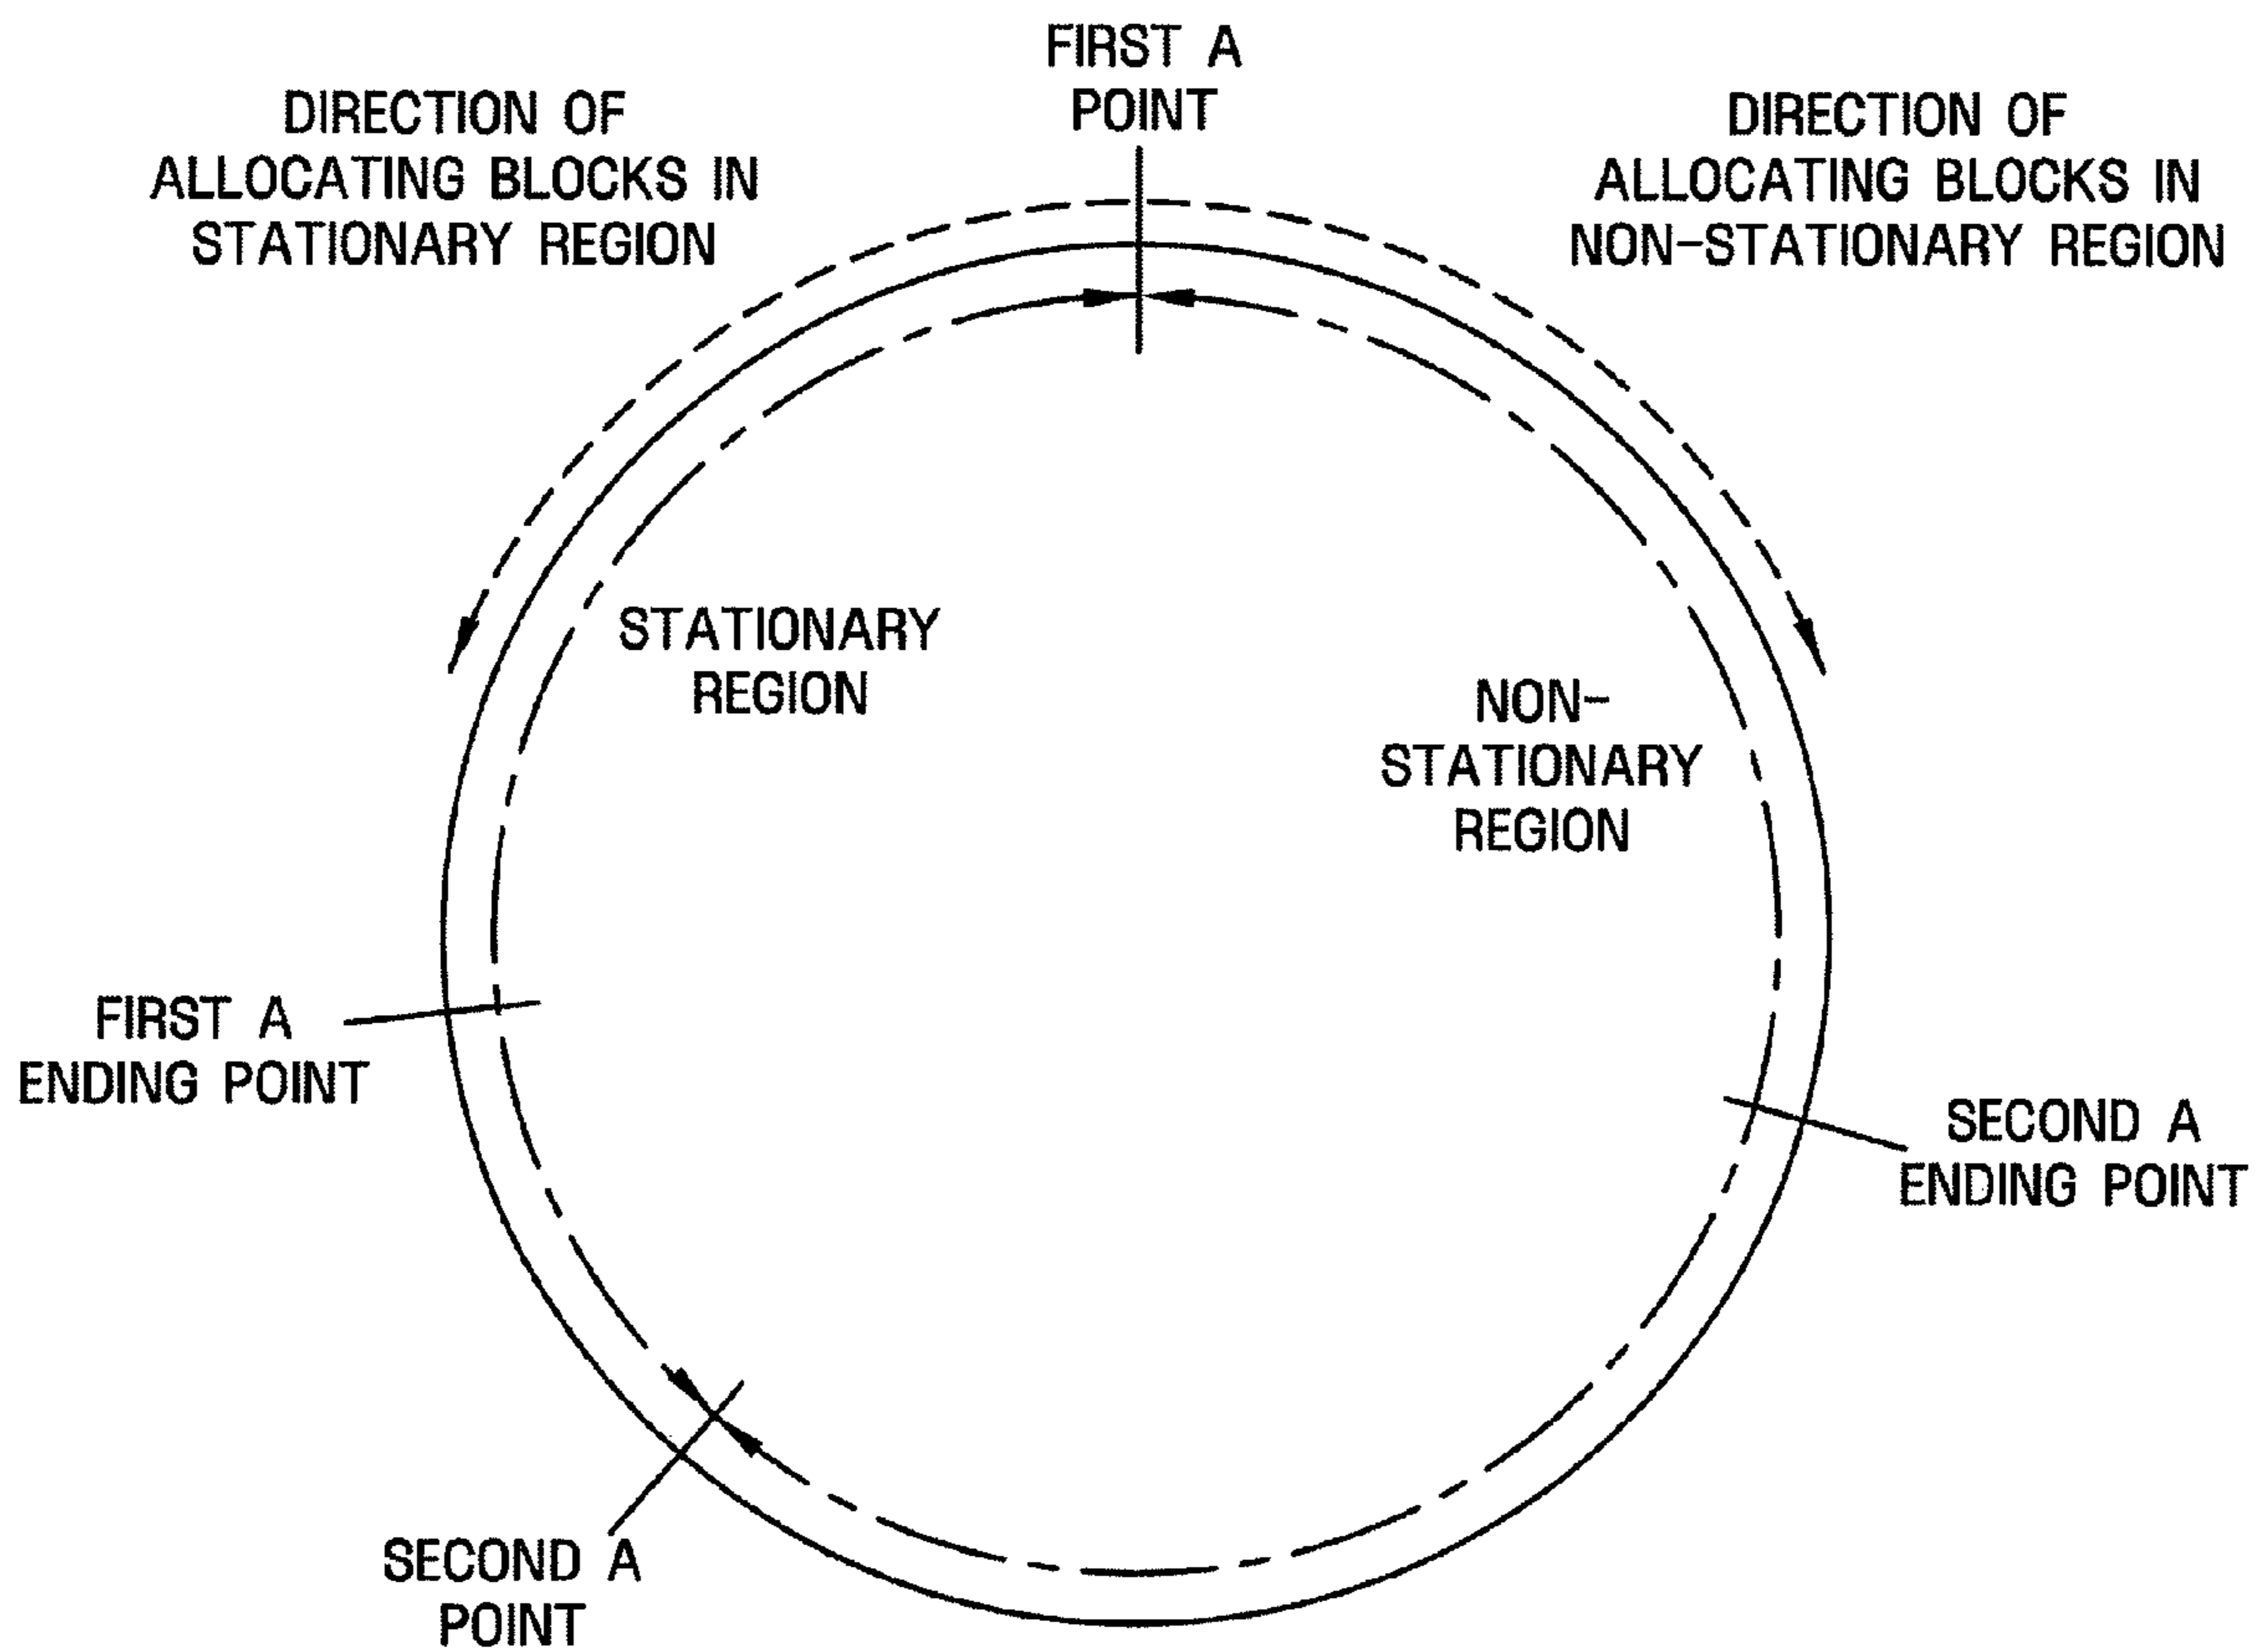 FIRST A
POINT
DIRECTION OF
ALLOCATING BLOCKS IN
STATIONARY REGION
DIRECTION OF
ALLOCATING BLOCKS IN
NON-STATIONARY REGION
STATIONARY
REGION
NON-
STATIONARY
REGION
FIRST A
ENDING POINT
SECOND A
ENDING POINT
SECOND A
POINT